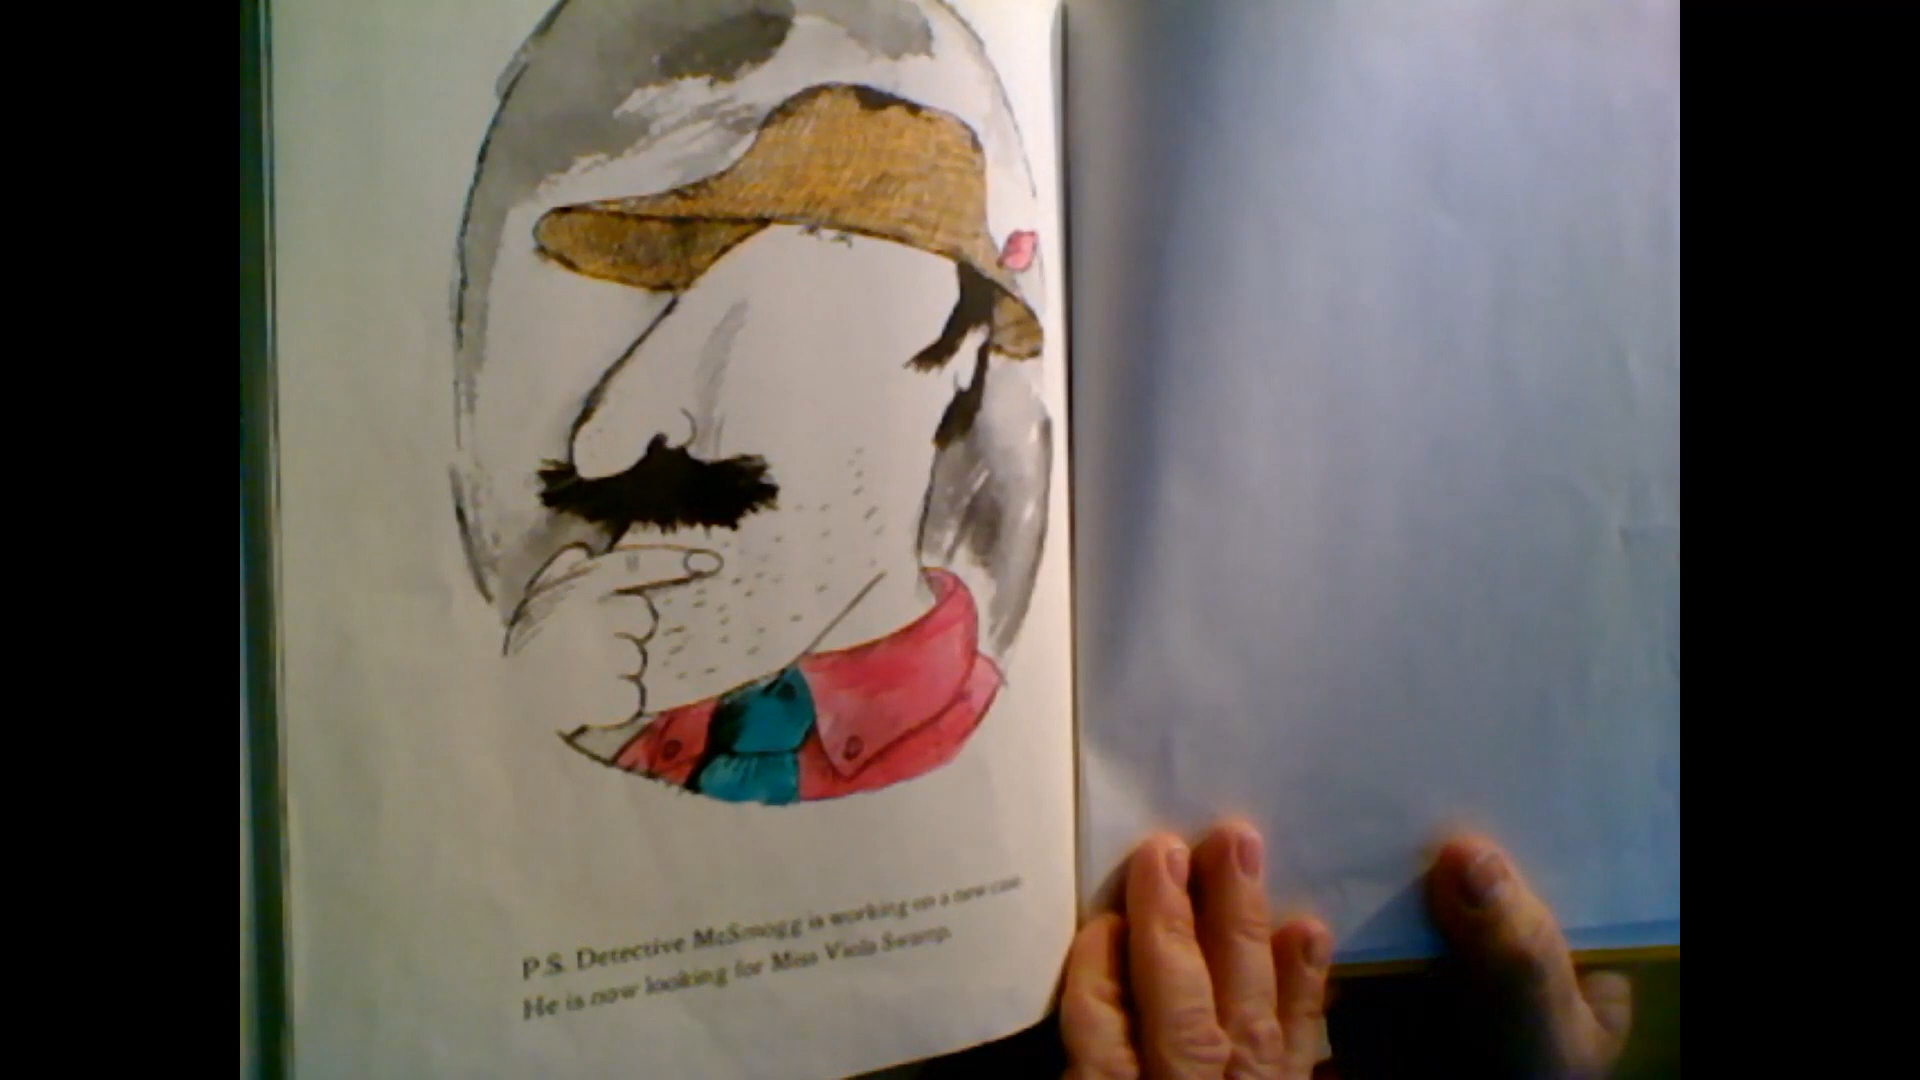 P.S. Detective McSmogg is working on a new case.
He is now looking for Miss Viola Swamp.